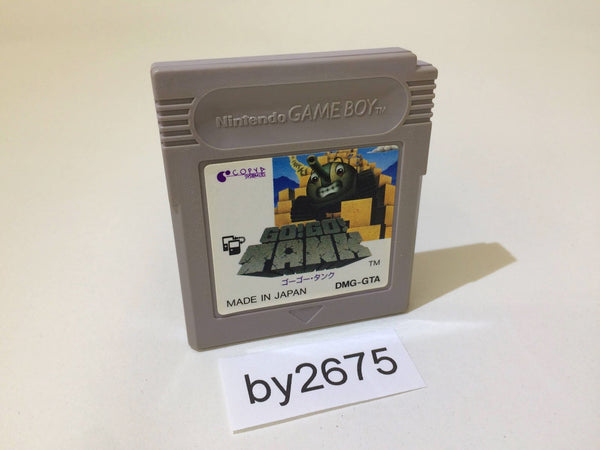 Nintendo GAME BOY TM
COPYA
GO! GO!
TANK
TM
ゴーゴー・タンク
MADE IN JAPAN
DMG-GTA
by2675